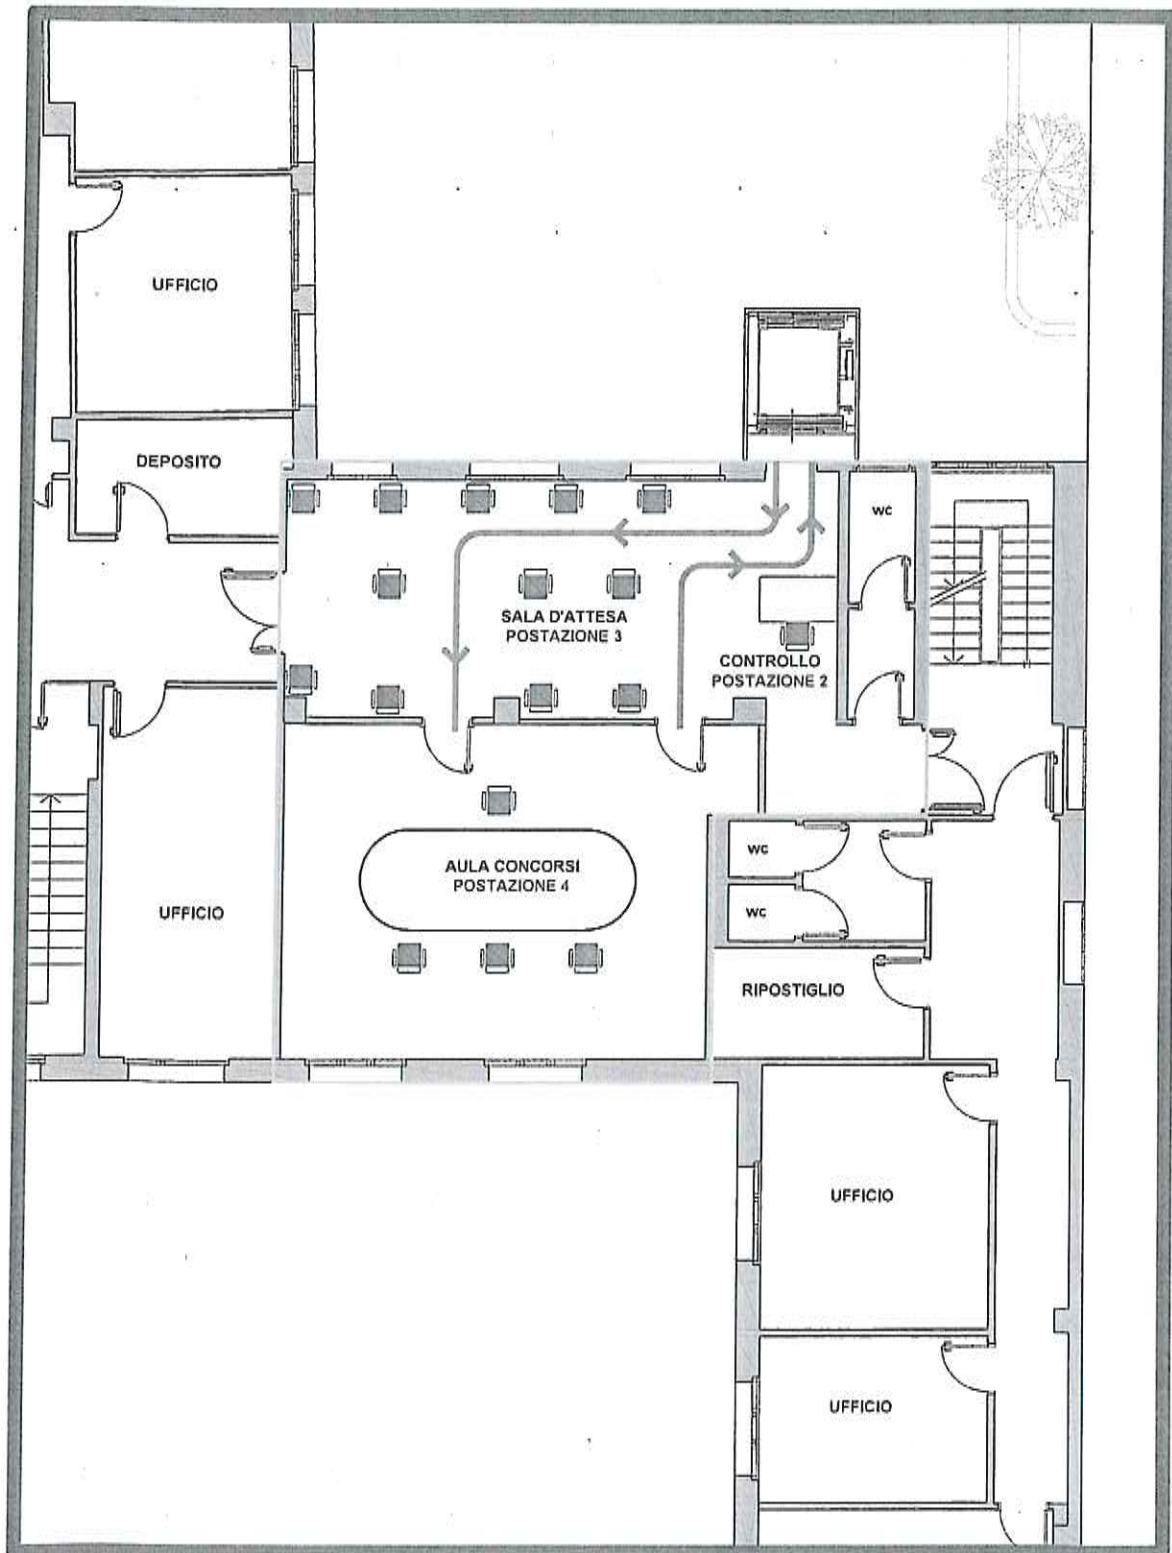 UFFICIO
DEPOSITO
wc
SALA D'ATTESA
POSTAZIONE 3
CONTROLLO
POSTAZIONE 2
wc
AULA CONCORSI
POSTAZIONE 4
UFFICIO
wc
RIPOSTIGLIO
UFFICIO
UFFICIO